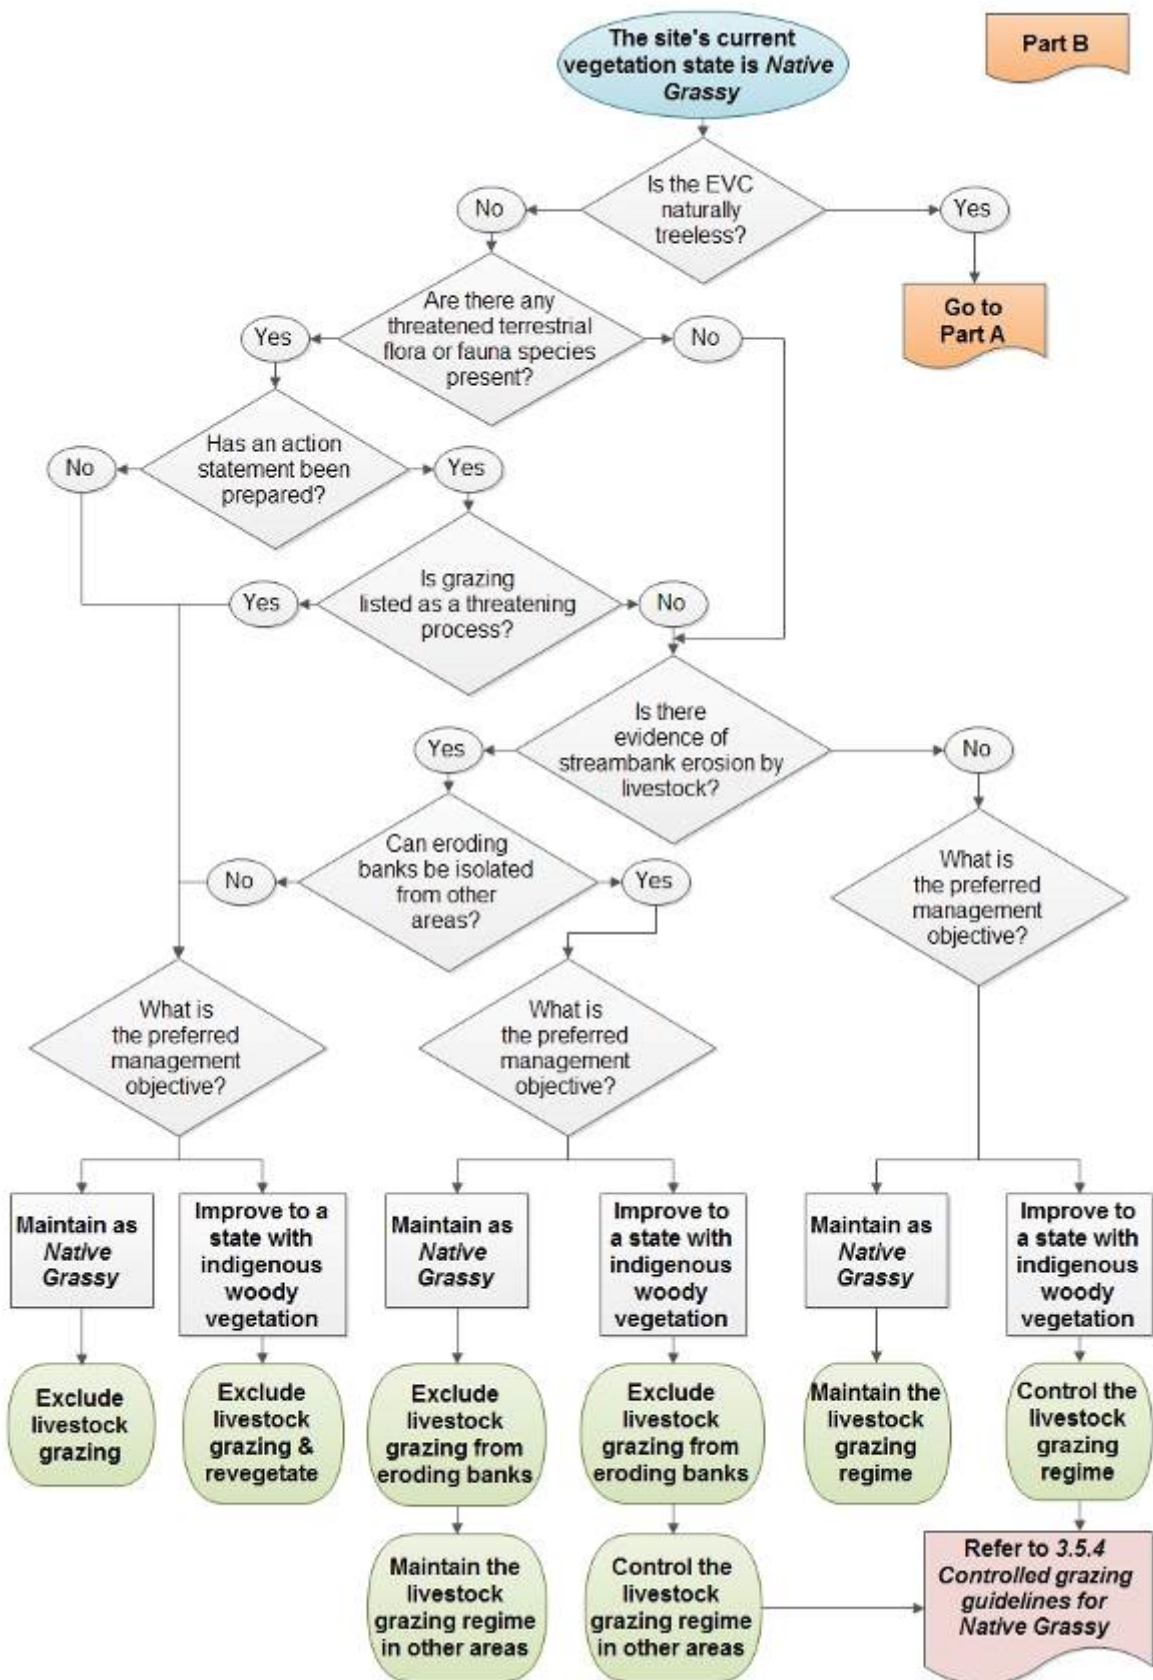 The site's current
vegetation state is Native
Grassy
Part B
Is the EVC
naturally
treeless?
No
Yes
Go to
Part A
Are there any
threatened terrestrial
flora or fauna species
present?
Yes
No
Has an action
statement been
prepared?
No
Yes
Is grazing
listed as a threatening
process?
Yes
No
Is there
evidence of
streambank erosion by
livestock?
Yes
No
Can eroding
banks be isolated
from other
areas?
No
Yes
What is
the preferred
management
objective?
What is
the preferred
management
objective?
What is
the preferred
management
objective?
Maintain as
Native
Grassy
Improve to a
state with
indigenous
woody
vegetation
Maintain as
Native
Grassy
Improve to
a state with
indigenous
woody
vegetation
Maintain as
Native
Grassy
Improve to
a state with
indigenous
woody
vegetation
Exclude
livestock
grazing
Exclude
livestock
grazing &
revegetate
Exclude
livestock
grazing from
eroding banks
Exclude
livestock
grazing from
eroding banks
Maintain the
livestock
grazing
regime
Control the
livestock
grazing
regime
Maintain the
livestock
grazing regime
in other areas
Control the
livestock
grazing regime
in other areas
Refer to 3.5.4
Controlled grazing
guidelines for
Native Grassy